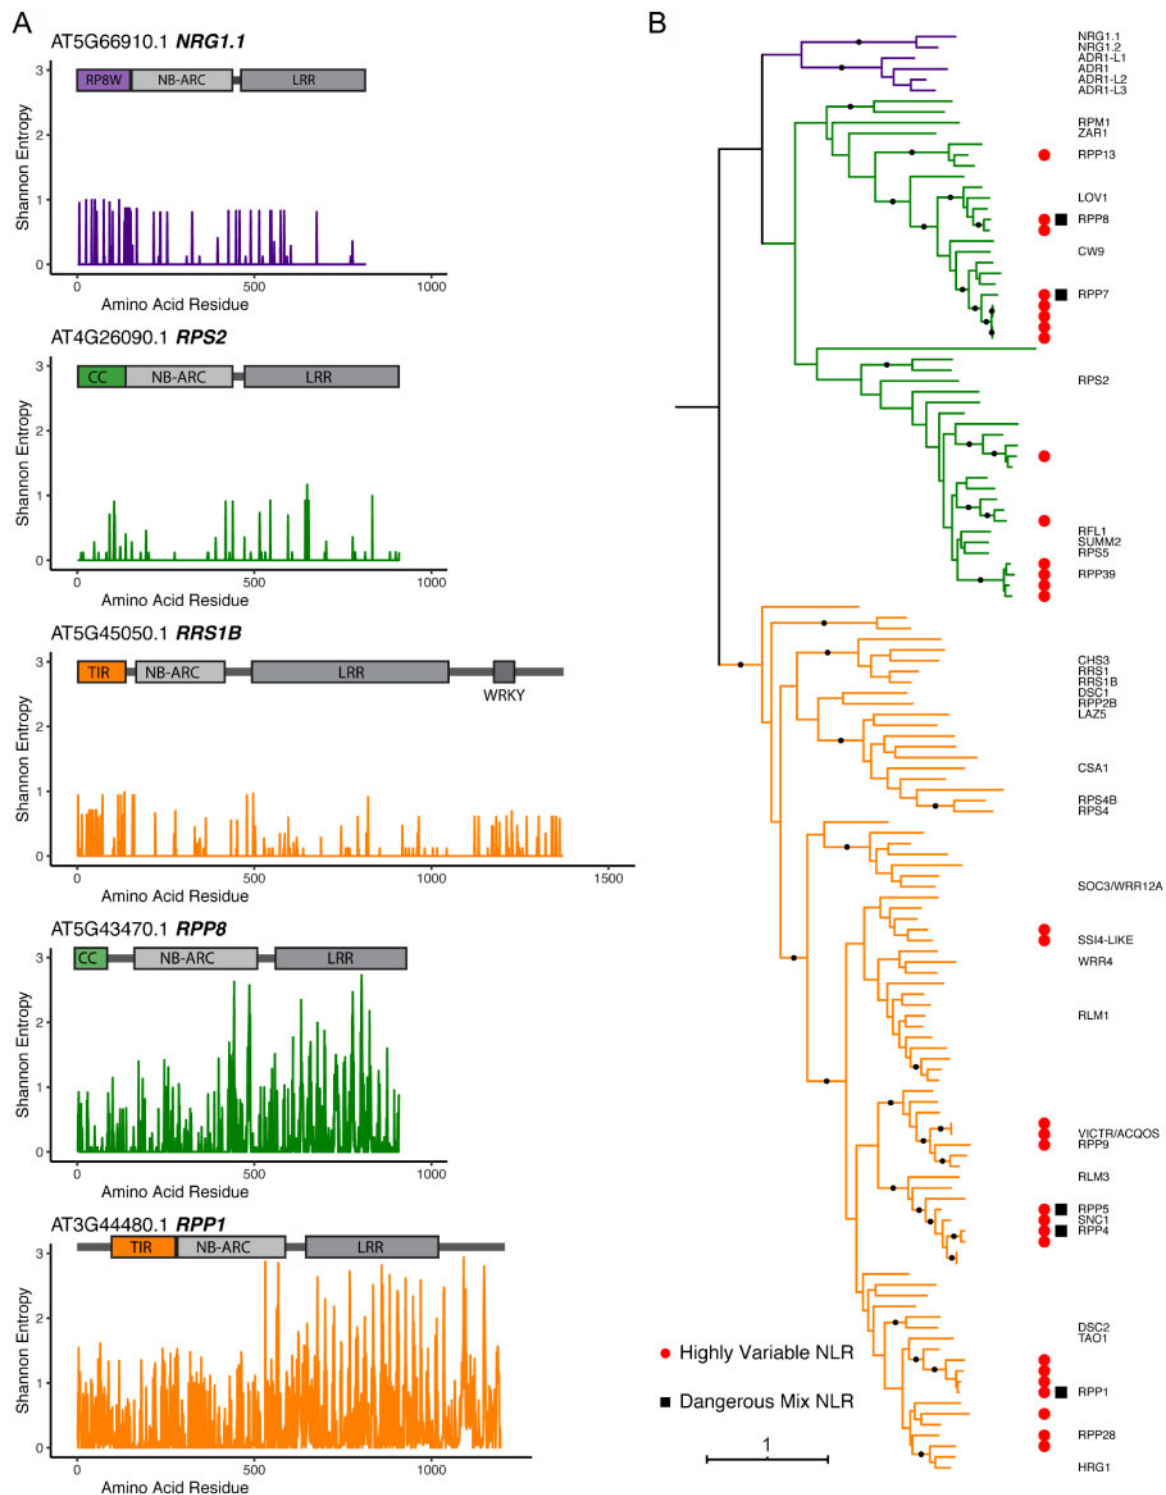 A
AT5G66910.1 NRG1.1
RP8W NB-ARC LRR
3
2
1
0
Shannon Entropy
0 500 1000
Amino Acid Residue
AT4G26090.1 RPS2
CC NB-ARC LRR
3
2
1
0
Shannon Entropy
0 500 1000
Amino Acid Residue
AT5G45050.1 RRS1B
TIR NB-ARC LRR
WRKY
3
2
1
0
Shannon Entropy
0 500 1000 1500
Amino Acid Residue
AT5G43470.1 RPP8
CC NB-ARC LRR
3
2
1
0
Shannon Entropy
0 500 1000
Amino Acid Residue
AT3G44480.1 RPP1
TIR NB-ARC LRR
3
2
1
0
Shannon Entropy
0 500 1000
Amino Acid Residue
B
NRG1.1
NRG1.2
ADR1-L1
ADR1
ADR1-L2
ADR1-L3
RPM1
ZAR1
RPP13
LOV1
RPP8
CW9
RPP7
RPS2
RFL1
SUMM2
RPS5
RPP39
CHS3
RRS1
RRS1B
DSC1
RPP2B
LAZ5
CSA1
RPS4B
RPS4
SOC3/WRR12A
SSI4-LIKE
WRR4
RLM1
VICTR/ACQOS
RPP9
RLM3
RPP5
SNC1
RPP4
DSC2
TAO1
RPP1
RPP28
HRG1
Highly Variable NLR
Dangerous Mix NLR
1